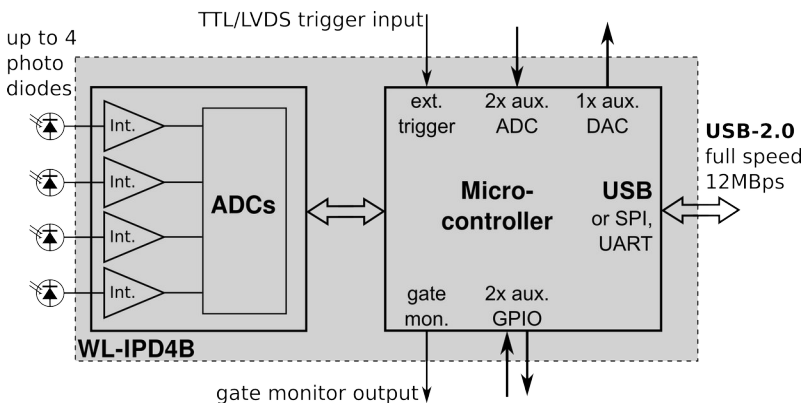 TTL/LVDS trigger input
up to 4
photo
diodes
Int.
Int.
Int.
Int.
ADCs
WL-IPD4B
ext.
trigger
2x aux.
ADC
1x aux.
DAC
Micro-
controller
USB
or SPI,
UART
gate
mon.
2x aux.
GPIO
USB-2.0
full speed
12MBps
gate monitor output